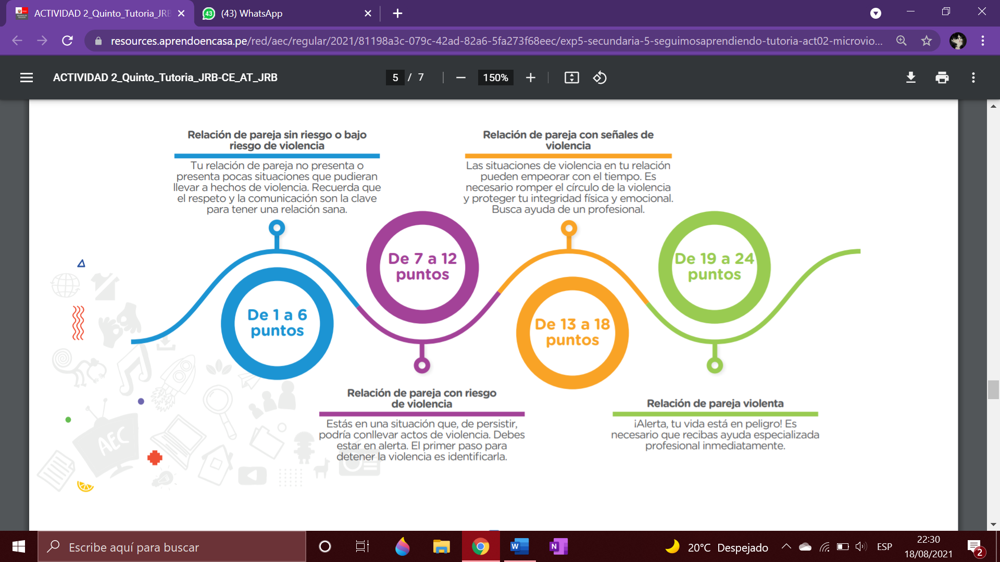 ACTIVIDAD 2_Quinto_Tutoria_JRB
(43) WhatsApp
resources.aprendoencasa.pe/red/aec/regular/2021/81198a3c-079c-42ad-82a6-5fa273f68eec/exp5-secundaria-5-seguimosaprendiendo-tutoria-act02-microvio...
ACTIVIDAD 2_Quinto_Tutoria_JRB-CE_AT_JRB
5 / 7
150%
Relación de pareja sin riesgo o bajo
riesgo de violencia
Tu relación de pareja no presenta o
presenta pocas situaciones que pudieran
llevar a hechos de violencia. Recuerda que
el respeto y la comunicación son la clave
para tener una relación sana.
Relación de pareja con señales de
violencia
Las situaciones de violencia en tu relación
pueden empeorar con el tiempo. Es
necesario romper el círculo de la violencia
y proteger tu integridad física y emocional.
Busca ayuda de un profesional.
De 1 a 6
puntos
De 7 a 12
puntos
De 13 a 18
puntos
De 19 a 24
puntos
Relación de pareja con riesgo
de violencia
Estás en una situación que, de persistir,
podría conllevar actos de violencia. Debes
estar en alerta. El primer paso para
detener la violencia es identificarla.
Relación de pareja violenta
¡Alerta, tu vida está en peligro! Es
necesario que recibas ayuda especializada
profesional inmediatamente.
AEC
Escribe aquí para buscar
20°C Despejado
ESP
22:30
18/08/2021
2